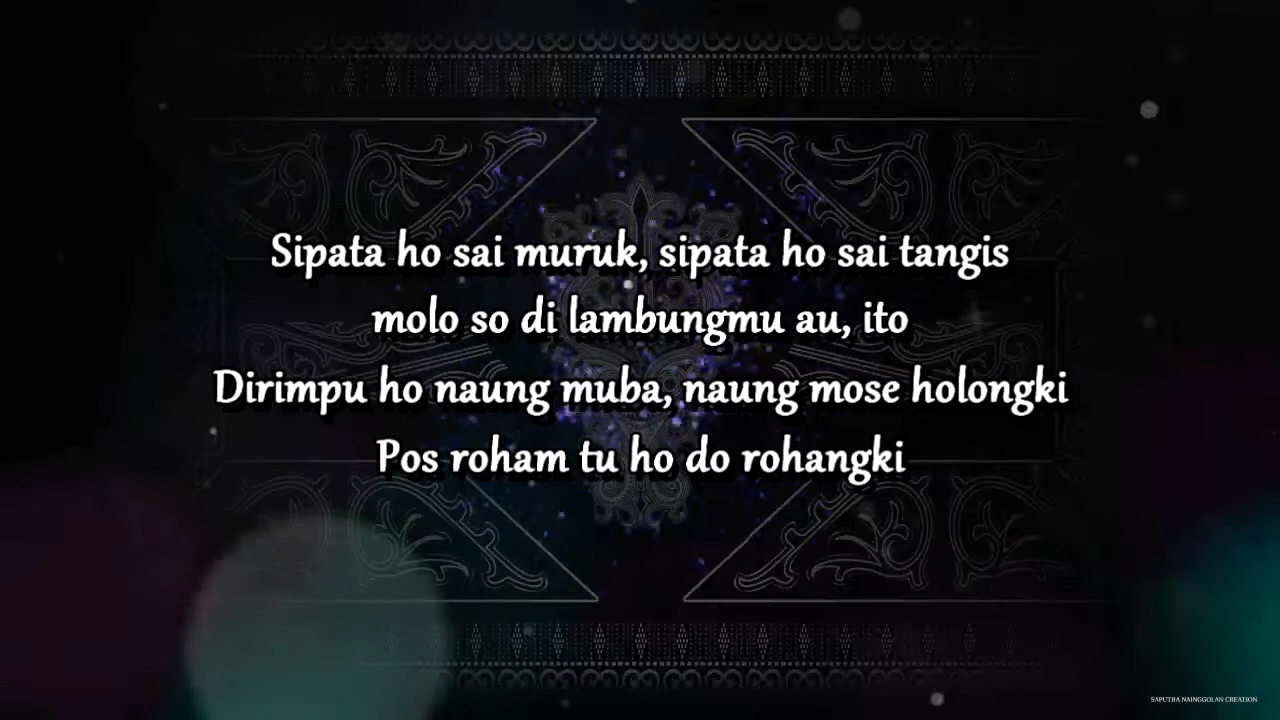 Sipata ho sai muruk, sipata ho sai tangis
molo so di lambungmu au, ito
Dirimpu ho naung muba, naung mose holongki
Pos roham tu ho do rohangki
SAPUTRA NAINGGOLAN CREATION